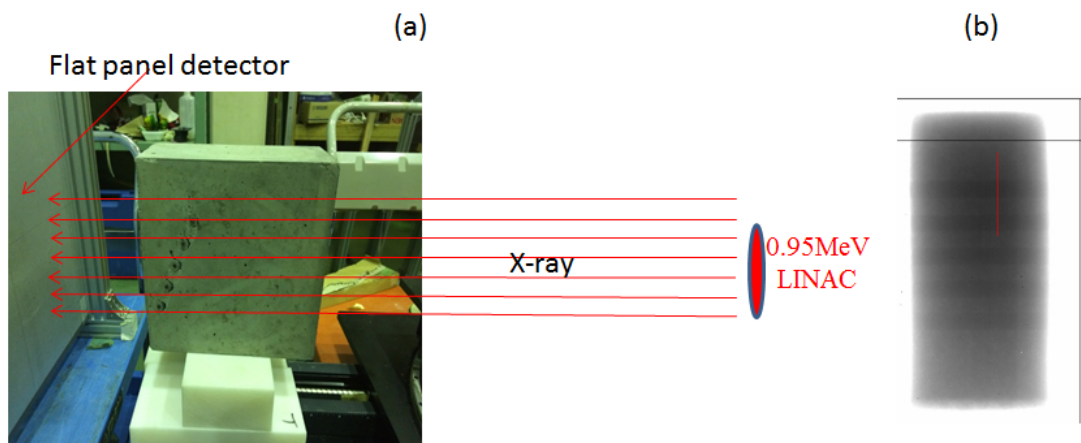 (a)
(b)
Flat panel detector
X-ray
0.95MeV
LINAC